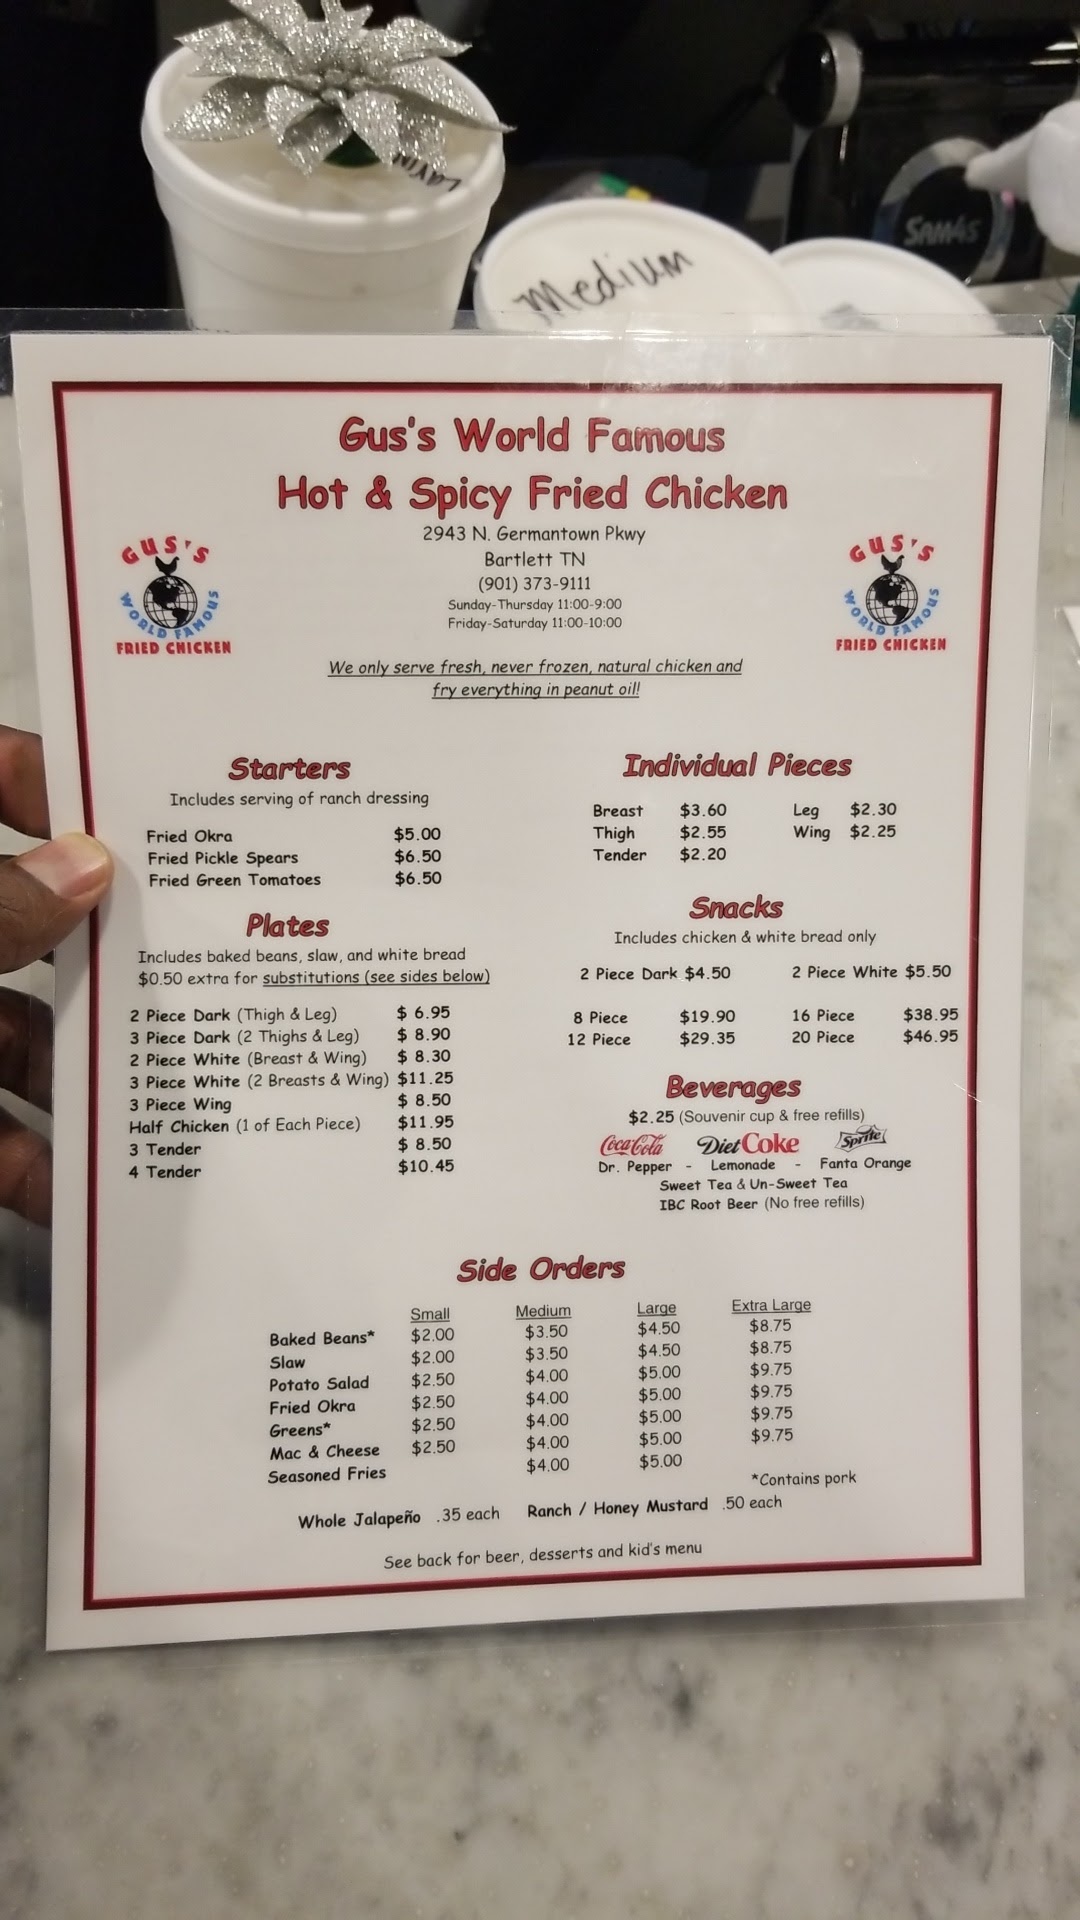 LAVIN
Medium
SAM4S
Gus's World Famous
Hot & Spicy Fried Chicken
2943 N. Germantown Pkwy
Bartlett TN
(901) 373-9111
Sunday-Thursday 11:00-9:00
Friday-Saturday 11:00-10:00
GUS'S
WORLD FAMOUS
FRIED CHICKEN
GUS'S
WORLD FAMOUS
FRIED CHICKEN
We only serve fresh, never frozen, natural chicken and
fry everything in peanut oil!
Starters
Includes serving of ranch dressing
Fried Okra $5.00
Fried Pickle Spears $6.50
Fried Green Tomatoes $6.50
Plates
Includes baked beans, slaw, and white bread
$0.50 extra for substitutions (see sides below)
2 Piece Dark (Thigh & Leg) $ 6.95
3 Piece Dark (2 Thighs & Leg) $ 8.90
2 Piece White (Breast & Wing) $ 8.30
3 Piece White (2 Breasts & Wing) $11.25
3 Piece Wing $ 8.50
Half Chicken (1 of Each Piece) $11.95
3 Tender $ 8.50
4 Tender $10.45
Individual Pieces
Breast $3.60 Leg $2.30
Thigh $2.55 Wing $2.25
Tender $2.20
Snacks
Includes chicken & white bread only
2 Piece Dark $4.50 2 Piece White $5.50
8 Piece $19.90 16 Piece $38.95
12 Piece $29.35 20 Piece $46.95
Beverages
$2.25 (Souvenir cup & free refills)
Coca-Cola Diet Coke Sprite
Dr. Pepper - Lemonade - Fanta Orange
Sweet Tea & Un-Sweet Tea
IBC Root Beer (No free refills)
Side Orders
Small Medium Large Extra Large
Baked Beans* $2.00 $3.50 $4.50 $8.75
Slaw $2.00 $3.50 $4.50 $8.75
Potato Salad $2.50 $4.00 $5.00 $9.75
Fried Okra $2.50 $4.00 $5.00 $9.75
Greens* $2.50 $4.00 $5.00 $9.75
Mac & Cheese $2.50 $4.00 $5.00 $9.75
Seasoned Fries $4.00 $5.00
*Contains pork
Whole Jalapeño .35 each Ranch / Honey Mustard .50 each
See back for beer, desserts and kid's menu